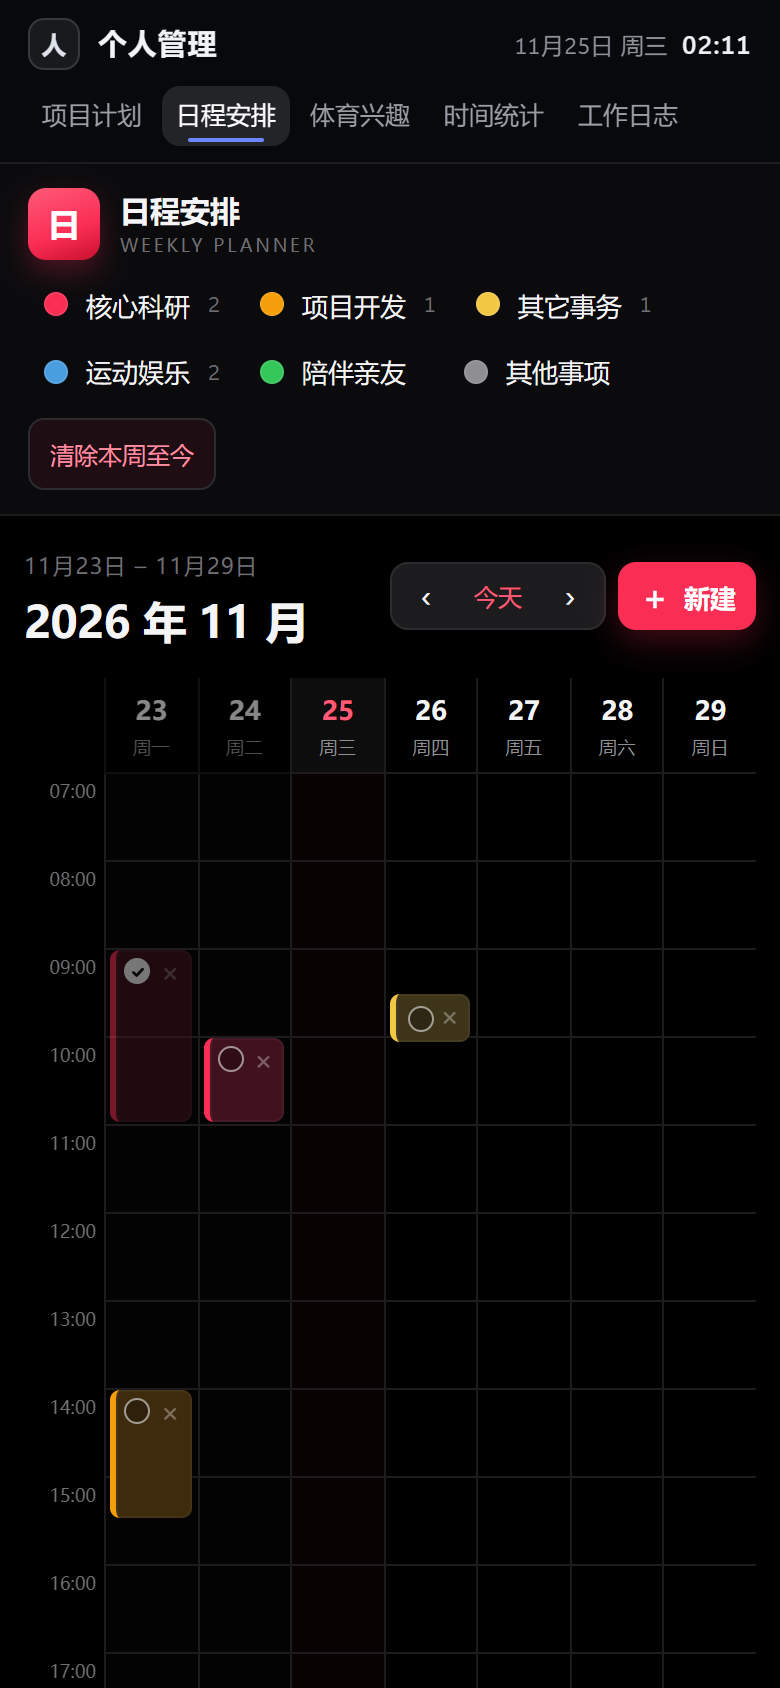 人 个人管理 11月25日 周三 02:11
项目计划 日程安排 体育兴趣 时间统计 工作日志
日 日程安排
WEEKLY PLANNER
核心科研 2 项目开发 1 其它事务 1
运动娱乐 2 陪伴亲友 其他事项
清除本周至今
11月23日 – 11月29日
2026 年 11 月
‹ 今天 › + 新建
23 24 25 26 27 28 29
周一 周二 周三 周四 周五 周六 周日
07:00
08:00
09:00
10:00
11:00
12:00
13:00
14:00
15:00
16:00
17:00